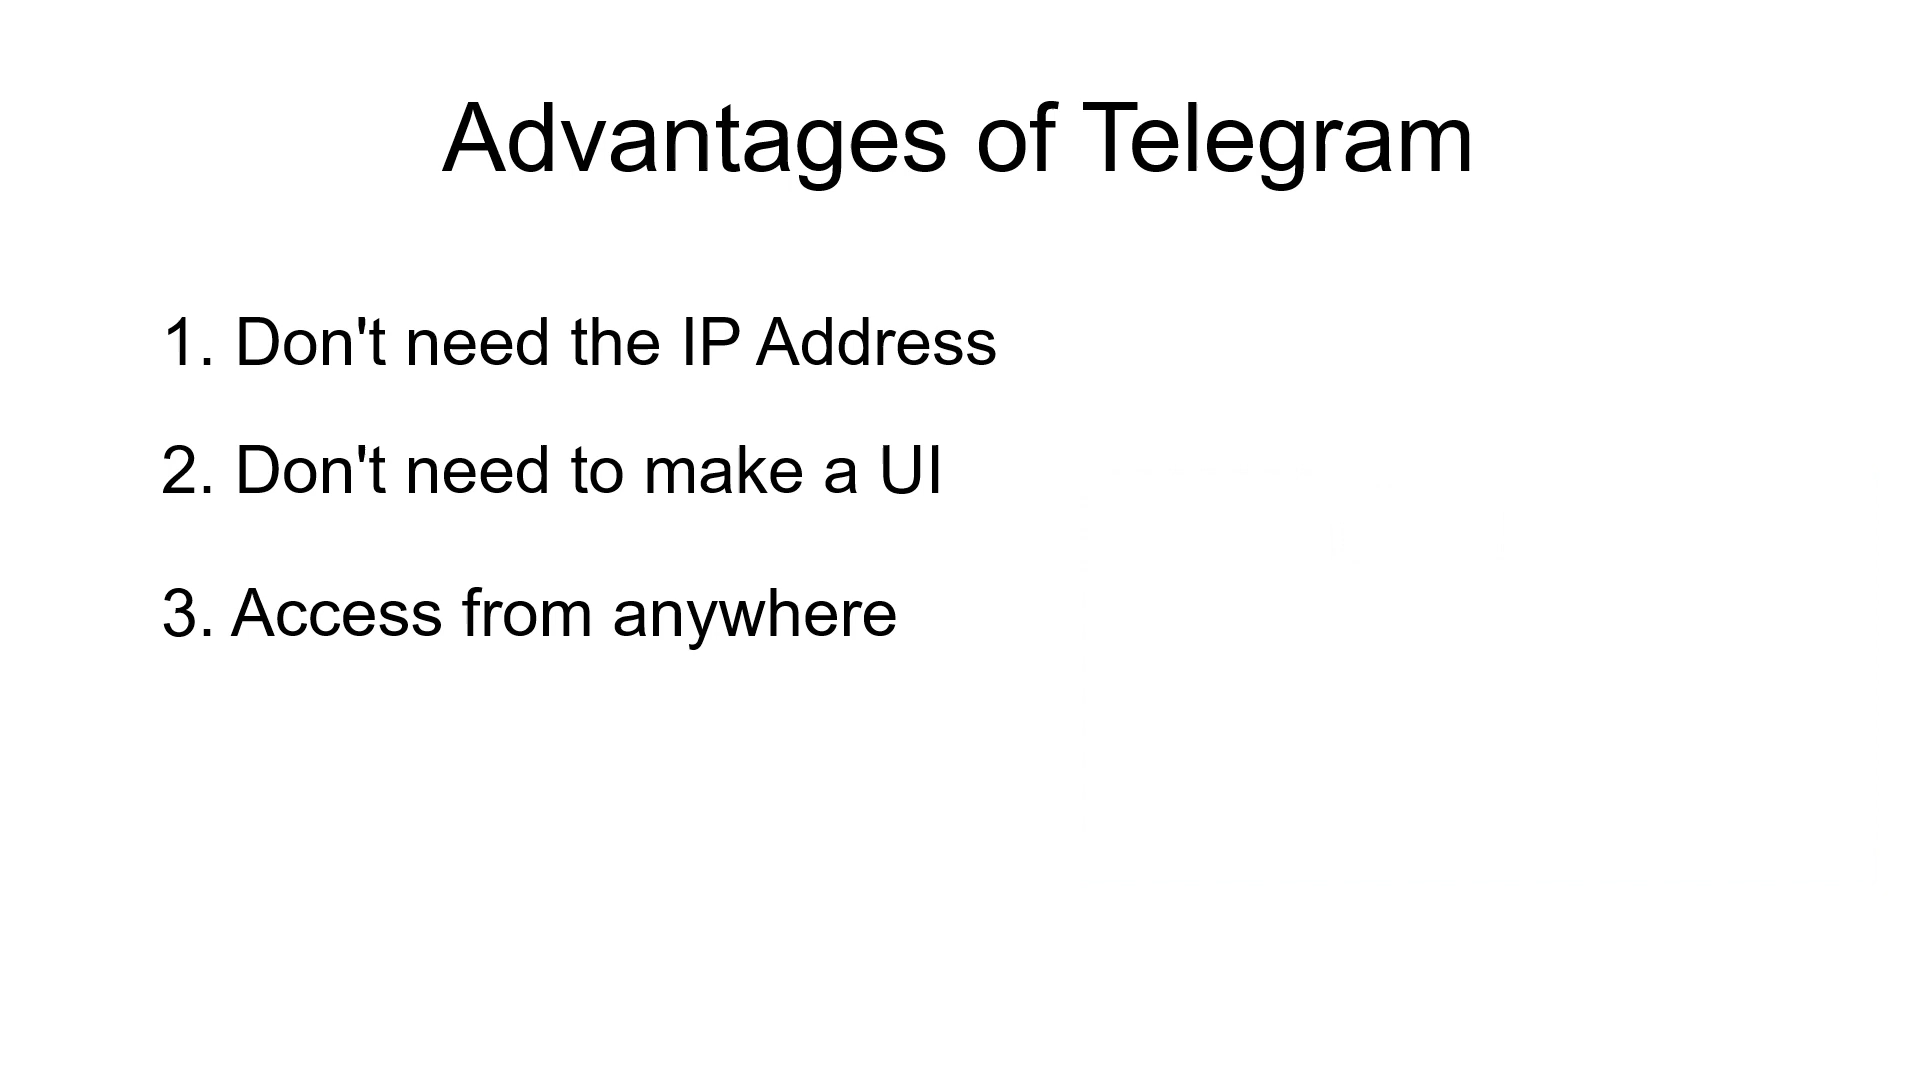 Advantages of Telegram
1. Don't need the IP Address
2. Don't need to make a UI
3. Access from anywhere